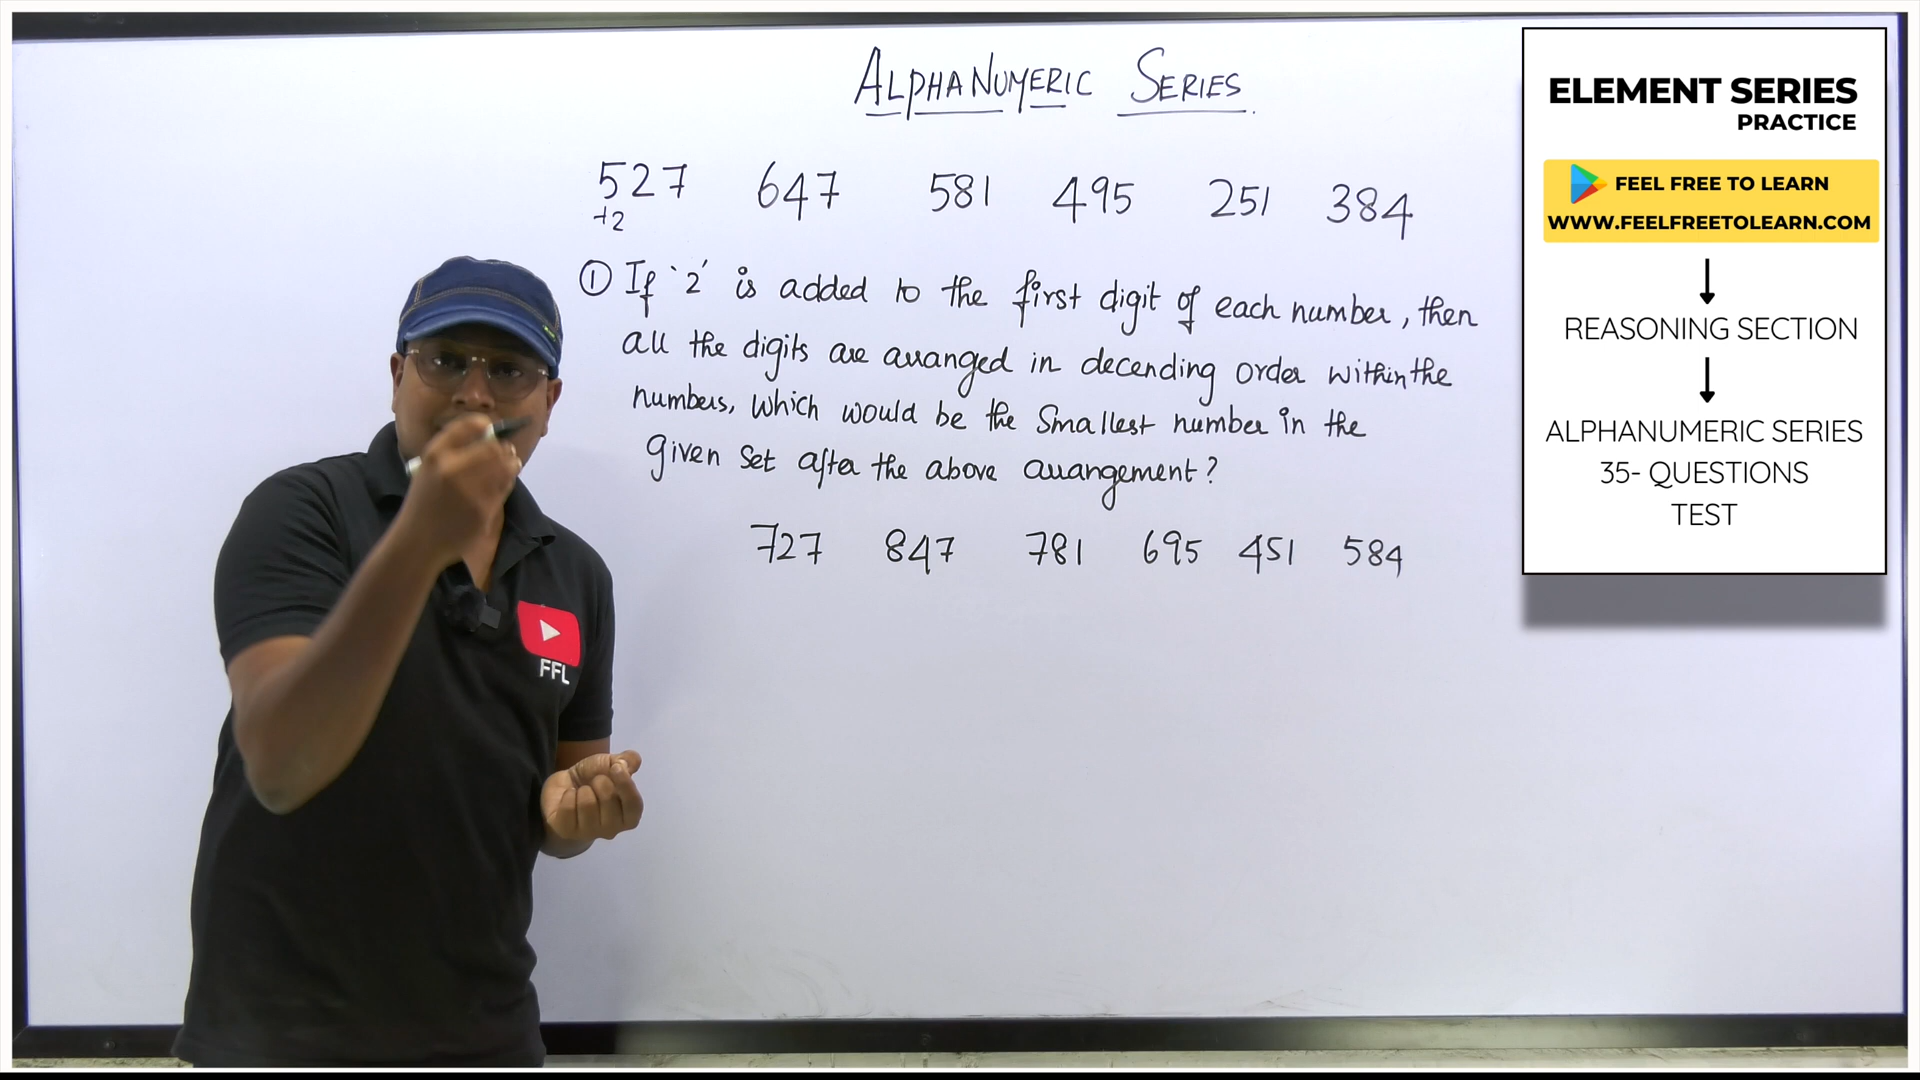 ALPHANUMERIC SERIES.
527 647 581 495 251 384
+2
① If '2' is added to the first digit of each number, then
all the digits are arranged in decending order within the
numbers, Which would be the Smallest number in the
given Set after the above arrangement?
727 847 781 695 451 584
FFL
ELEMENT SERIES
PRACTICE
FEEL FREE TO LEARN
WWW.FEELFREETOLEARN.COM
REASONING SECTION
ALPHANUMERIC SERIES
35- QUESTIONS
TEST